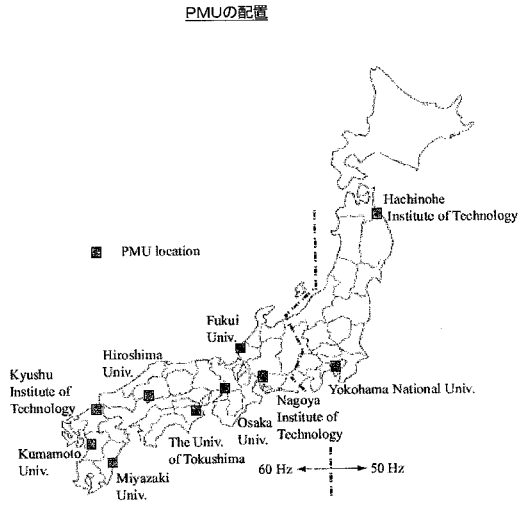 PMUの配置
Hachinohe
Institute of Technology
PMU location
Fukui
Univ.
Hiroshima
Univ.
Kyushu
Institute of
Technology
Yokohama National Univ.
Nagoya
Institute of
Technology
Osaka
Univ.
The Univ.
of Tokushima
Kumamoto
Univ.
Miyazaki
Univ.
60 Hz
50 Hz